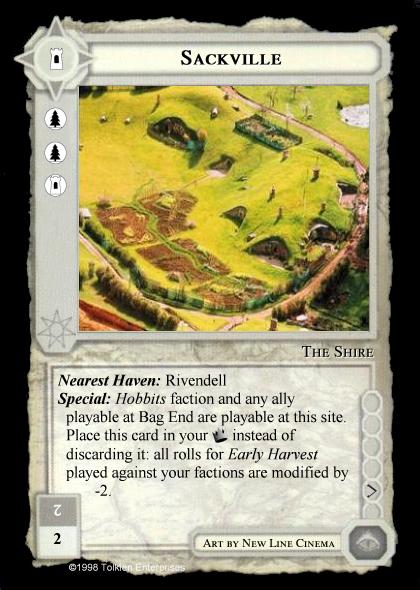 SACKVILLE
THE SHIRE
Nearest Haven: Rivendell
Special: Hobbits faction and any ally
playable at Bag End are playable at this site.
Place this card in your instead of
discarding it: all rolls for Early Harvest
played against your factions are modified by
-2.
2
2
ART BY NEW LINE CINEMA
©1998 Tolkien Enterprises